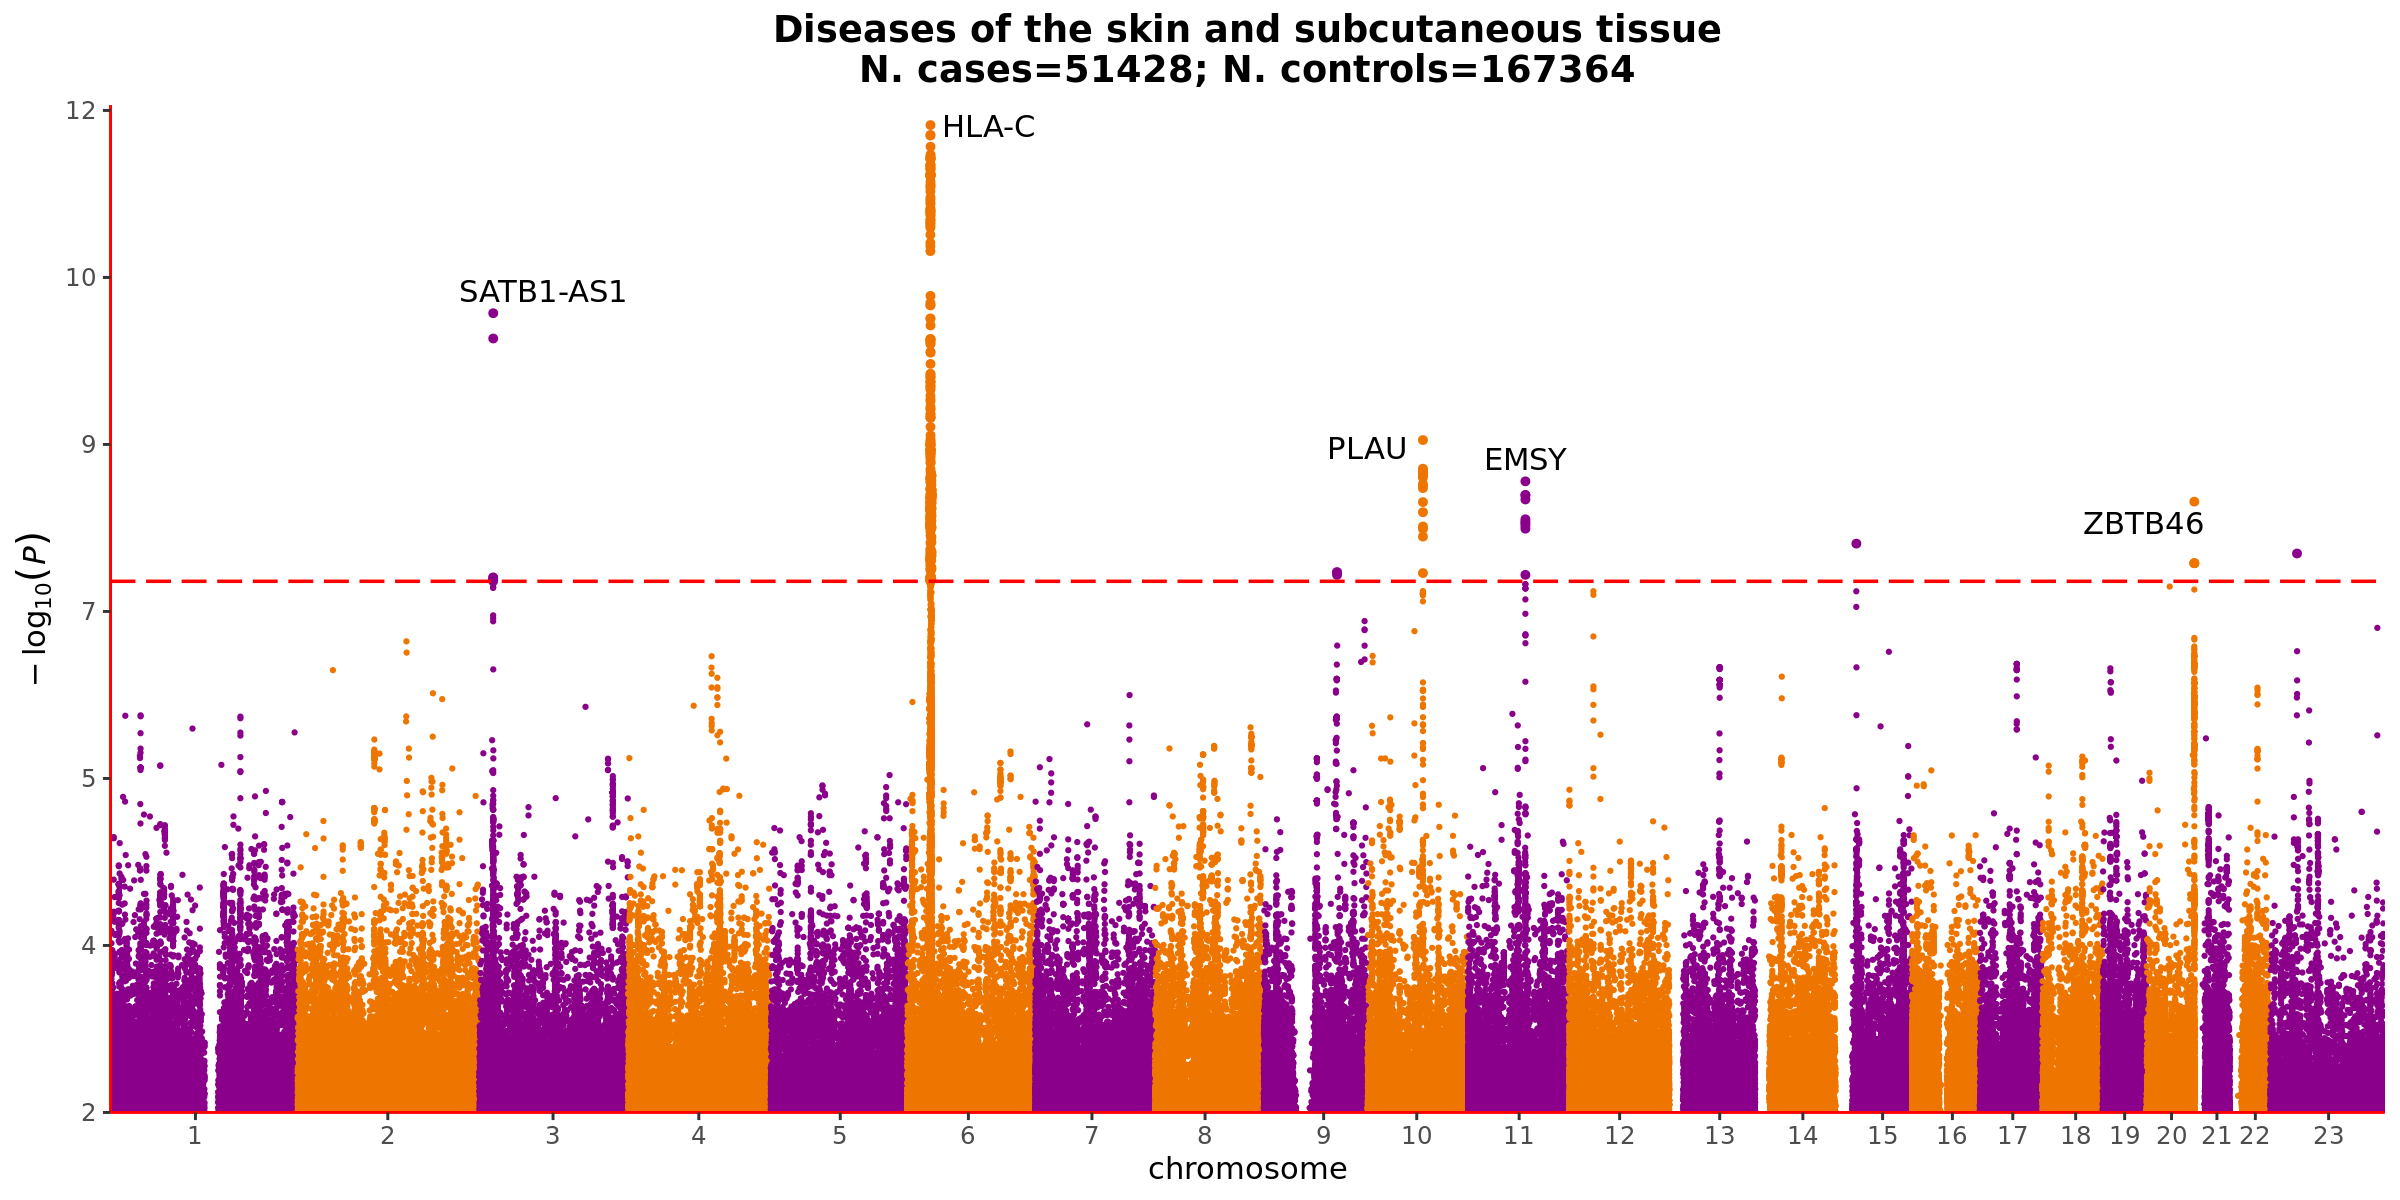 Diseases of the skin and subcutaneous tissue
N. cases=51428; N. controls=167364
12
HLA-C
10
SATB1-AS1
9
PLAU
EMSY
ZBTB46
7
5
4
2
−log10(P)
1 2 3 4 5 6 7 8 9 10 11 12 13 14 15 16 17 18 19 20 21 22 23
chromosome